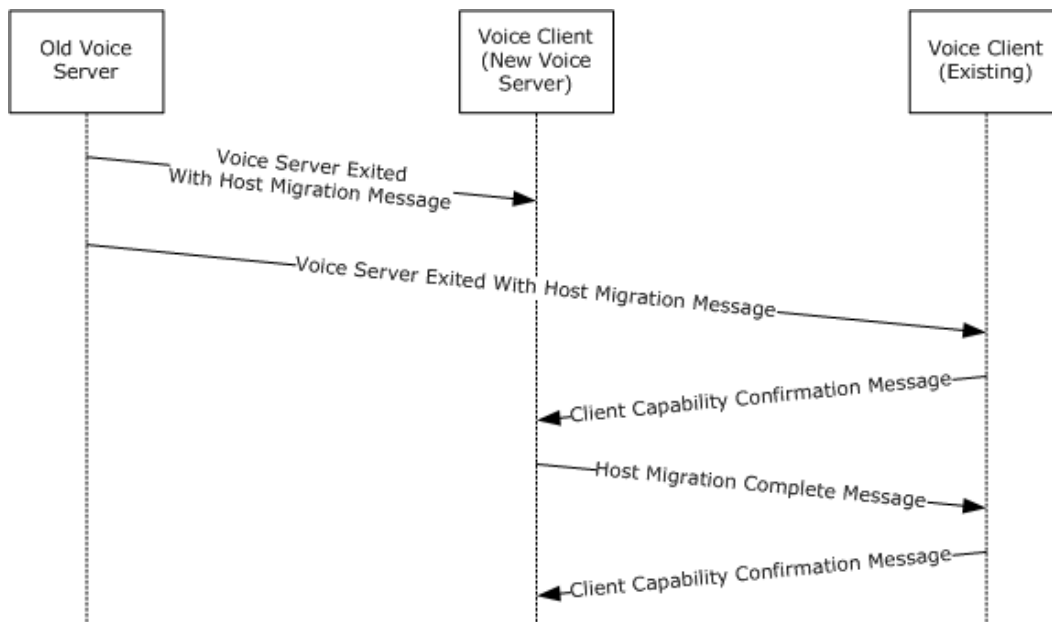 Old Voice
Server
Voice Client
(New Voice
Server)
Voice Client
(Existing)
Voice Server Exited
With Host Migration Message
Voice Server Exited With Host Migration Message
Client Capability Confirmation Message
Host Migration Complete Message
Client Capability Confirmation Message